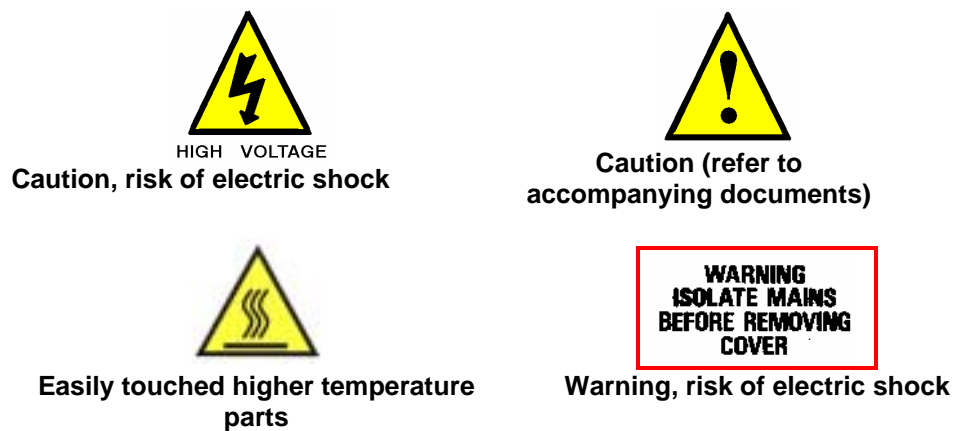 HIGH VOLTAGE
Caution, risk of electric shock
Caution (refer to
accompanying documents)
Easily touched higher temperature
parts
WARNING
ISOLATE MAINS
BEFORE REMOVING
COVER
Warning, risk of electric shock